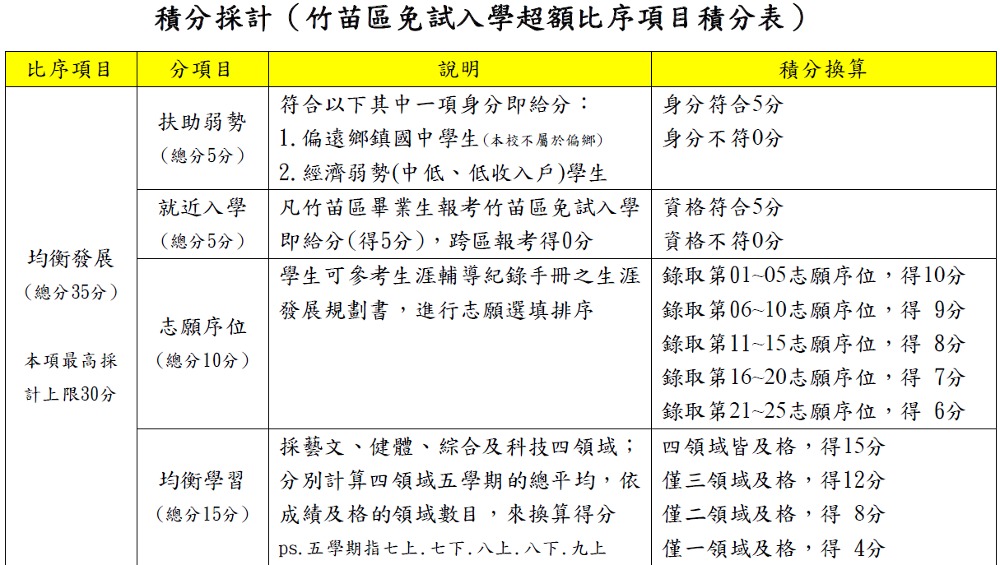 積分採計（竹苗區免試入學超額比序項目積分表）
比序項目 分項目 說明 積分換算
均衡發展
（總分35分）
本項最高採
計上限30分
扶助弱勢
（總分5分）
符合以下其中一項身分即給分：
1.偏遠鄉鎮國中學生(本校不屬於偏鄉)
2.經濟弱勢(中低、低收入戶)學生
身分符合5分
身分不符0分
就近入學
（總分5分）
凡竹苗區畢業生報考竹苗區免試入學
即給分(得5分)，跨區報考得0分
資格符合5分
資格不符0分
志願序位
（總分10分）
學生可參考生涯輔導紀錄手冊之生涯
發展規劃書，進行志願選填排序
錄取第01~05志願序位，得10分
錄取第06~10志願序位，得 9分
錄取第11~15志願序位，得 8分
錄取第16~20志願序位，得 7分
錄取第21~25志願序位，得 6分
均衡學習
（總分15分）
採藝文、健體、綜合及科技四領域；
分別計算四領域五學期的總平均，依
成績及格的領域數目，來換算得分
ps.五學期指七上.七下.八上.八下.九上
四領域皆及格，得15分
僅三領域及格，得12分
僅二領域及格，得 8分
僅一領域及格，得 4分